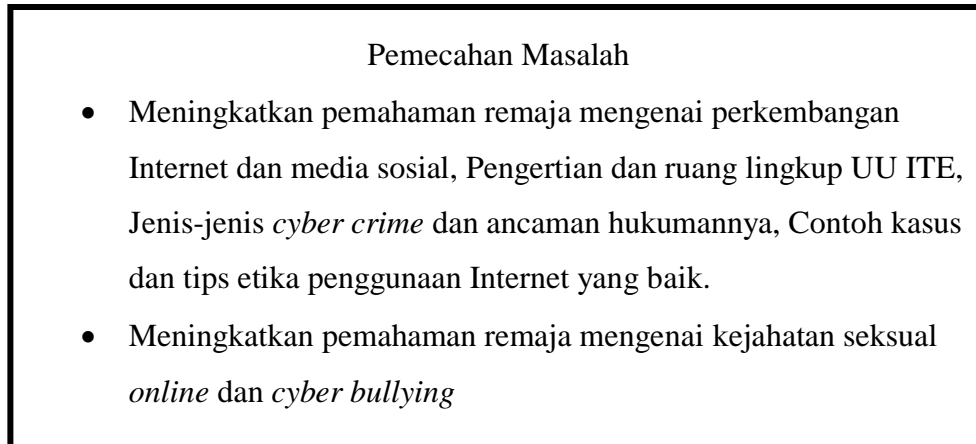 Pemecahan Masalah
• Meningkatkan pemahaman remaja mengenai perkembangan
Internet dan media sosial, Pengertian dan ruang lingkup UU ITE,
Jenis-jenis cyber crime dan ancaman hukumannya, Contoh kasus
dan tips etika penggunaan Internet yang baik.
• Meningkatkan pemahaman remaja mengenai kejahatan seksual
online dan cyber bullying